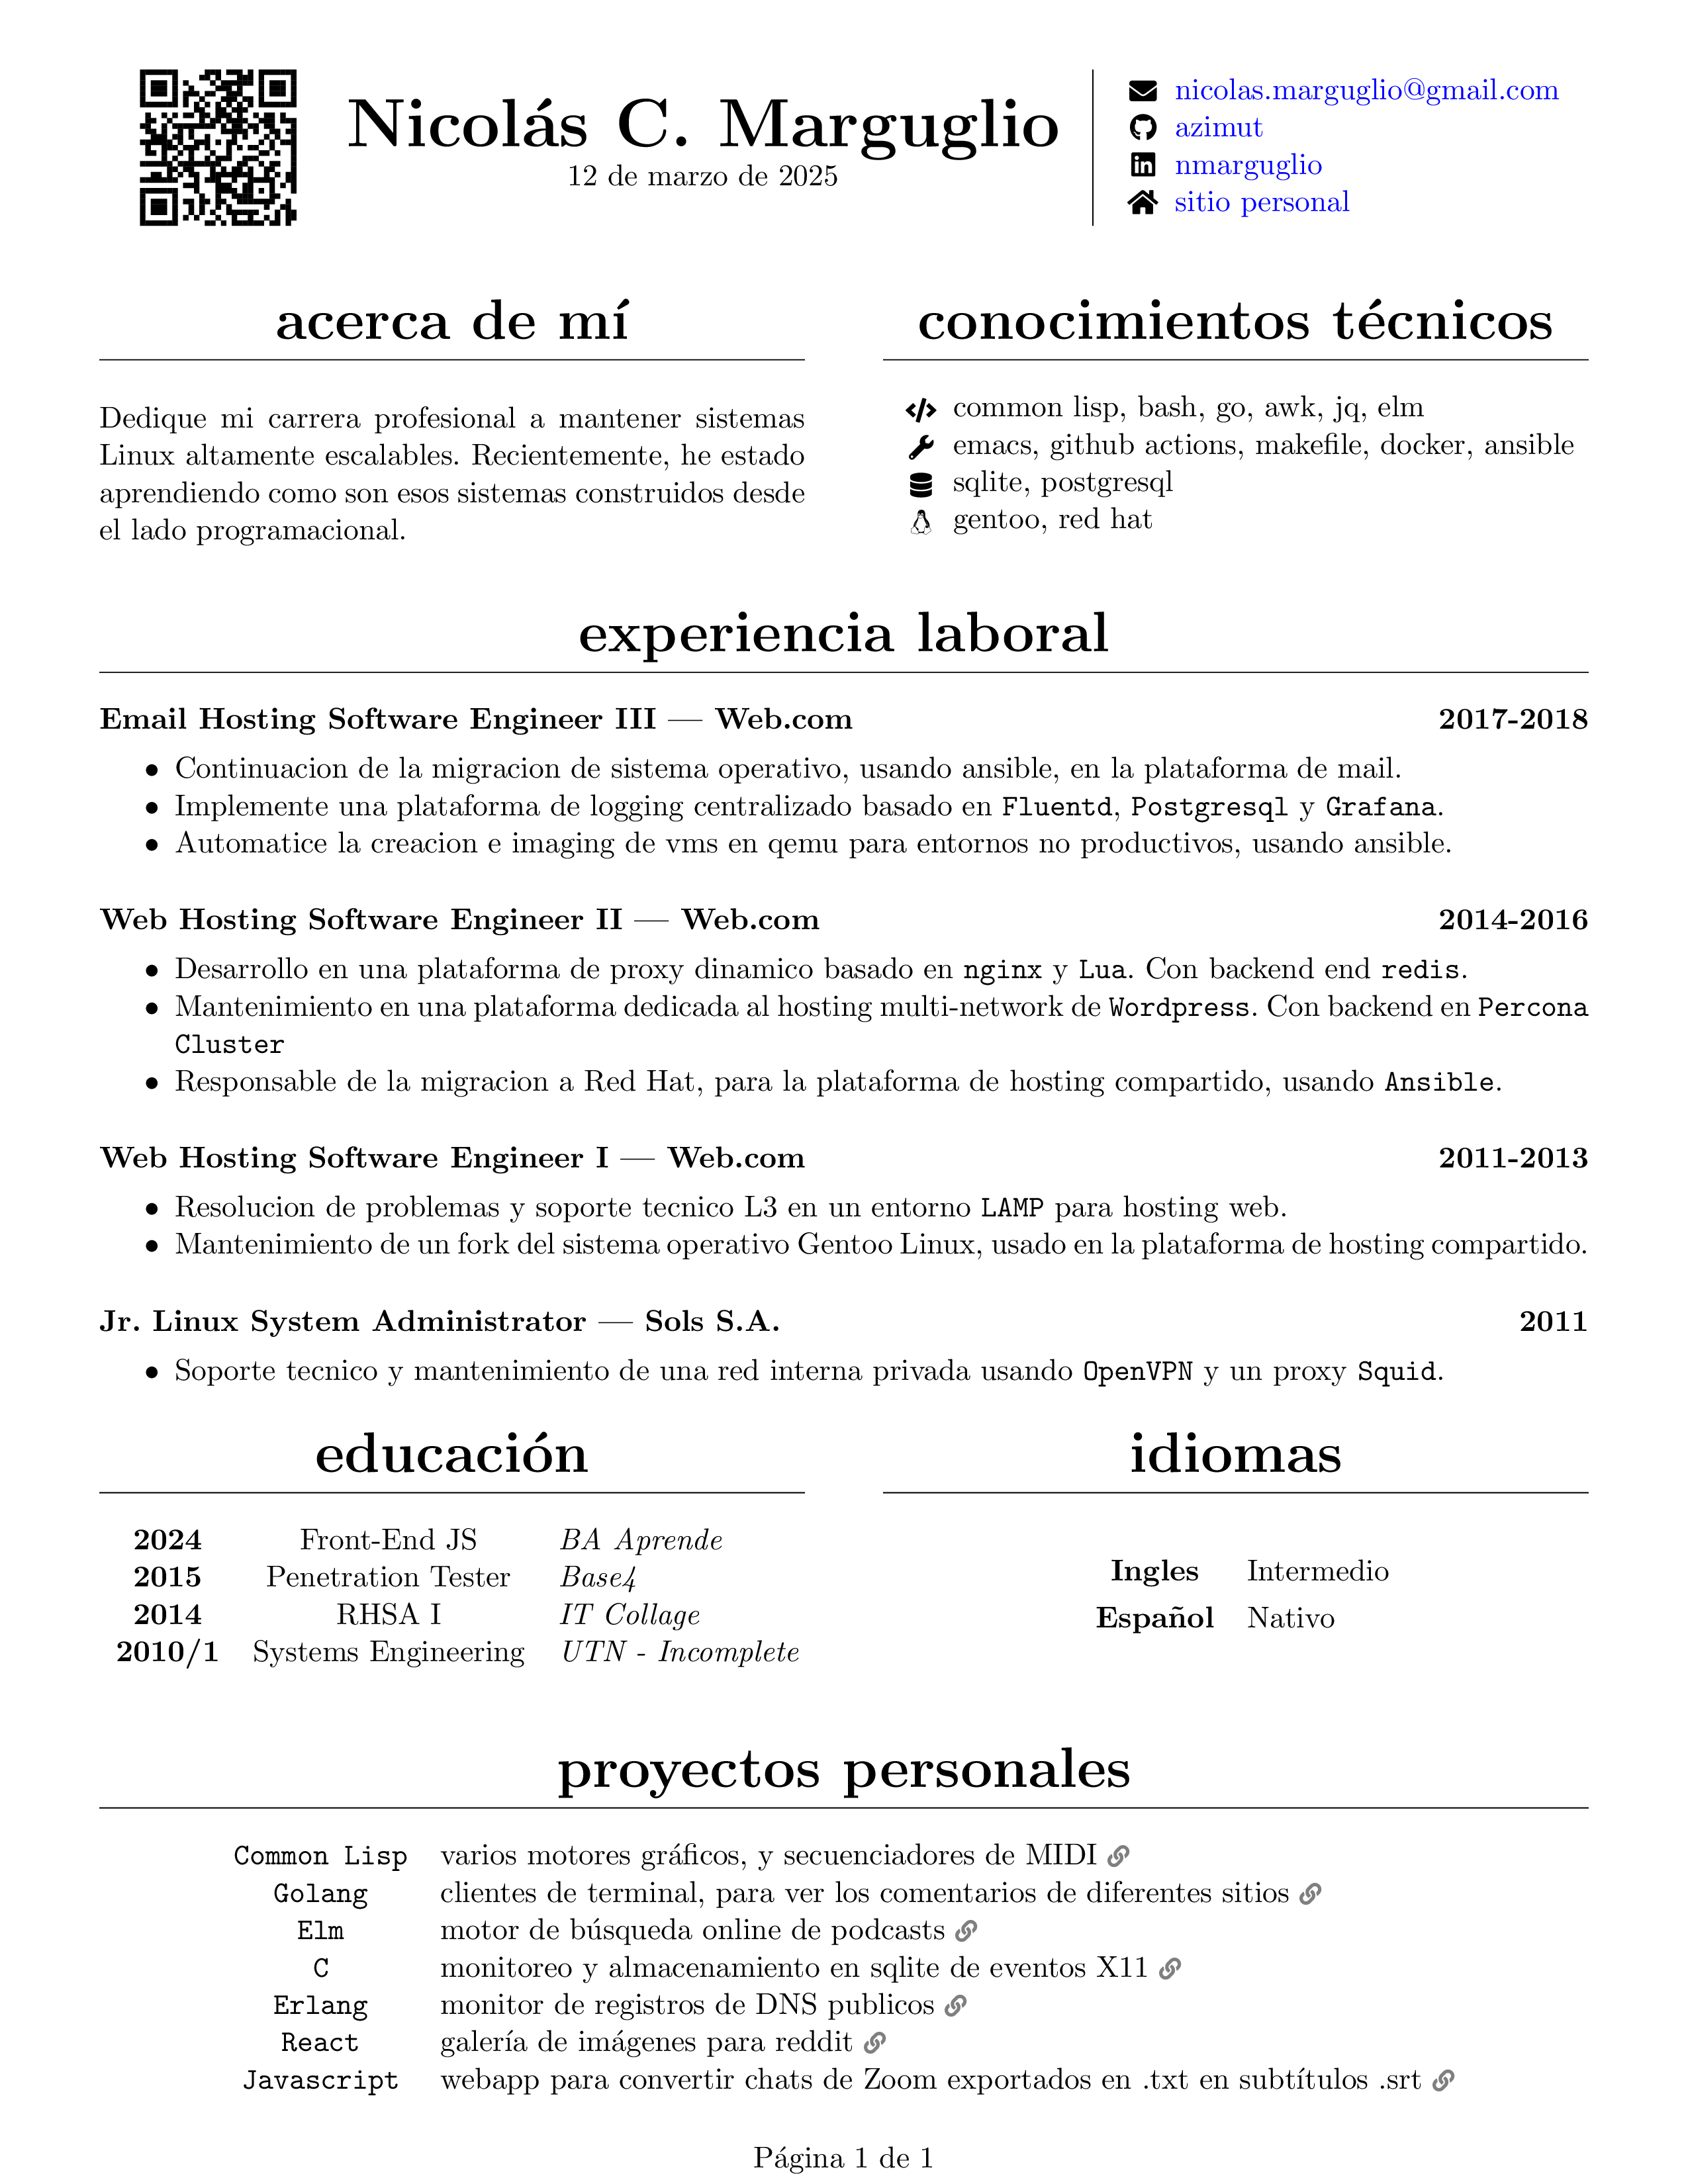 Nicolás C. Marguglio
12 de marzo de 2025
nicolas.marguglio@gmail.com
azimut
nmarguglio
sitio personal
acerca de mí
Dedique mi carrera profesional a mantener sistemas
Linux altamente escalables. Recientemente, he estado
aprendiendo como son esos sistemas construidos desde
el lado programacional.
conocimientos técnicos
common lisp, bash, go, awk, jq, elm
emacs, github actions, makefile, docker, ansible
sqlite, postgresql
gentoo, red hat
experiencia laboral
Email Hosting Software Engineer III — Web.com 2017-2018
• Continuacion de la migracion de sistema operativo, usando ansible, en la plataforma de mail.
• Implemente una plataforma de logging centralizado basado en Fluentd, Postgresql y Grafana.
• Automatice la creacion e imaging de vms en qemu para entornos no productivos, usando ansible.
Web Hosting Software Engineer II — Web.com 2014-2016
• Desarrollo en una plataforma de proxy dinamico basado en nginx y Lua. Con backend end redis.
• Mantenimiento en una plataforma dedicada al hosting multi-network de Wordpress. Con backend en Percona
Cluster
• Responsable de la migracion a Red Hat, para la plataforma de hosting compartido, usando Ansible.
Web Hosting Software Engineer I — Web.com 2011-2013
• Resolucion de problemas y soporte tecnico L3 en un entorno LAMP para hosting web.
• Mantenimiento de un fork del sistema operativo Gentoo Linux, usado en la plataforma de hosting compartido.
Jr. Linux System Administrator — Sols S.A. 2011
• Soporte tecnico y mantenimiento de una red interna privada usando OpenVPN y un proxy Squid.
educación
2024 Front-End JS BA Aprende
2015 Penetration Tester Base4
2014 RHSA I IT Collage
2010/1 Systems Engineering UTN - Incomplete
idiomas
Ingles Intermedio
Español Nativo
proyectos personales
Common Lisp varios motores gráficos, y secuenciadores de MIDI
Golang clientes de terminal, para ver los comentarios de diferentes sitios
Elm motor de búsqueda online de podcasts
C monitoreo y almacenamiento en sqlite de eventos X11
Erlang monitor de registros de DNS publicos
React galería de imágenes para reddit
Javascript webapp para convertir chats de Zoom exportados en .txt en subtítulos .srt
Página 1 de 1